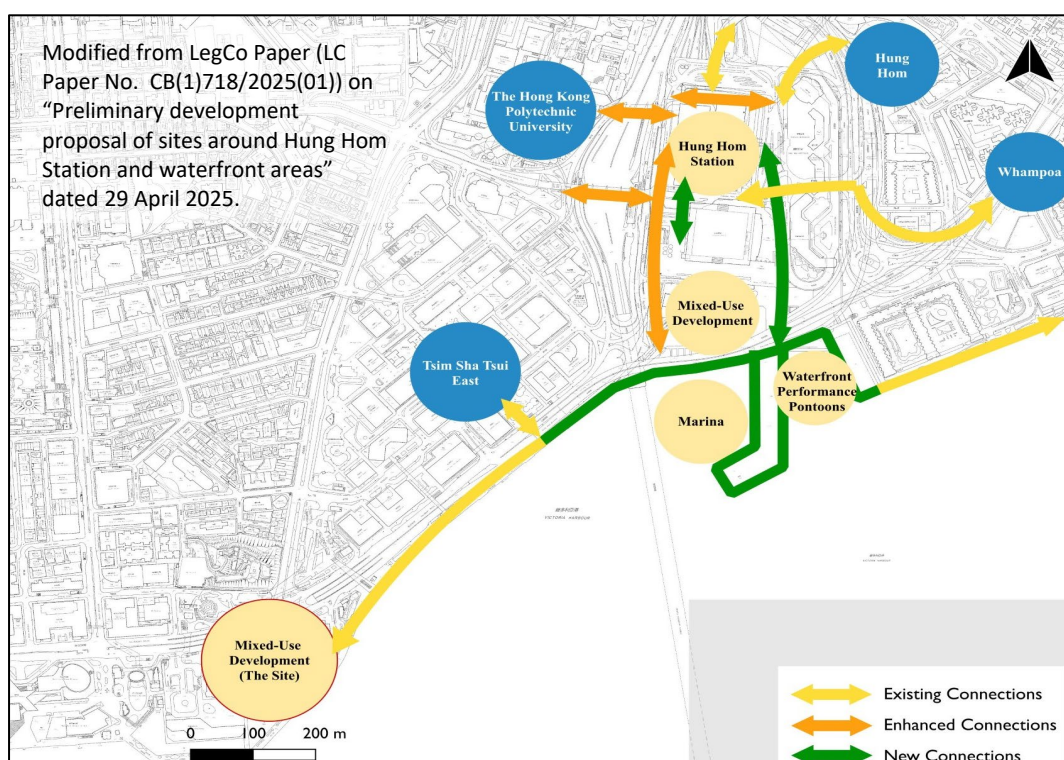 Modified from LegCo Paper (LC
Paper No. CB(1)718/2025(01)) on
“Preliminary development
proposal of sites around Hung Hom
Station and waterfront areas”
dated 29 April 2025.
The Hong Kong
Polytechnic
University
Hung
Hom
Hung Hom
Station
Whampoa
Mixed-Use
Development
Tsim Sha Tsui
East
Waterfront
Performance
Pontoons
Marina
VICTORIA HARBOUR
Mixed-Use
Development
(The Site)
0 100 200 m
Existing Connections
Enhanced Connections
New Connections